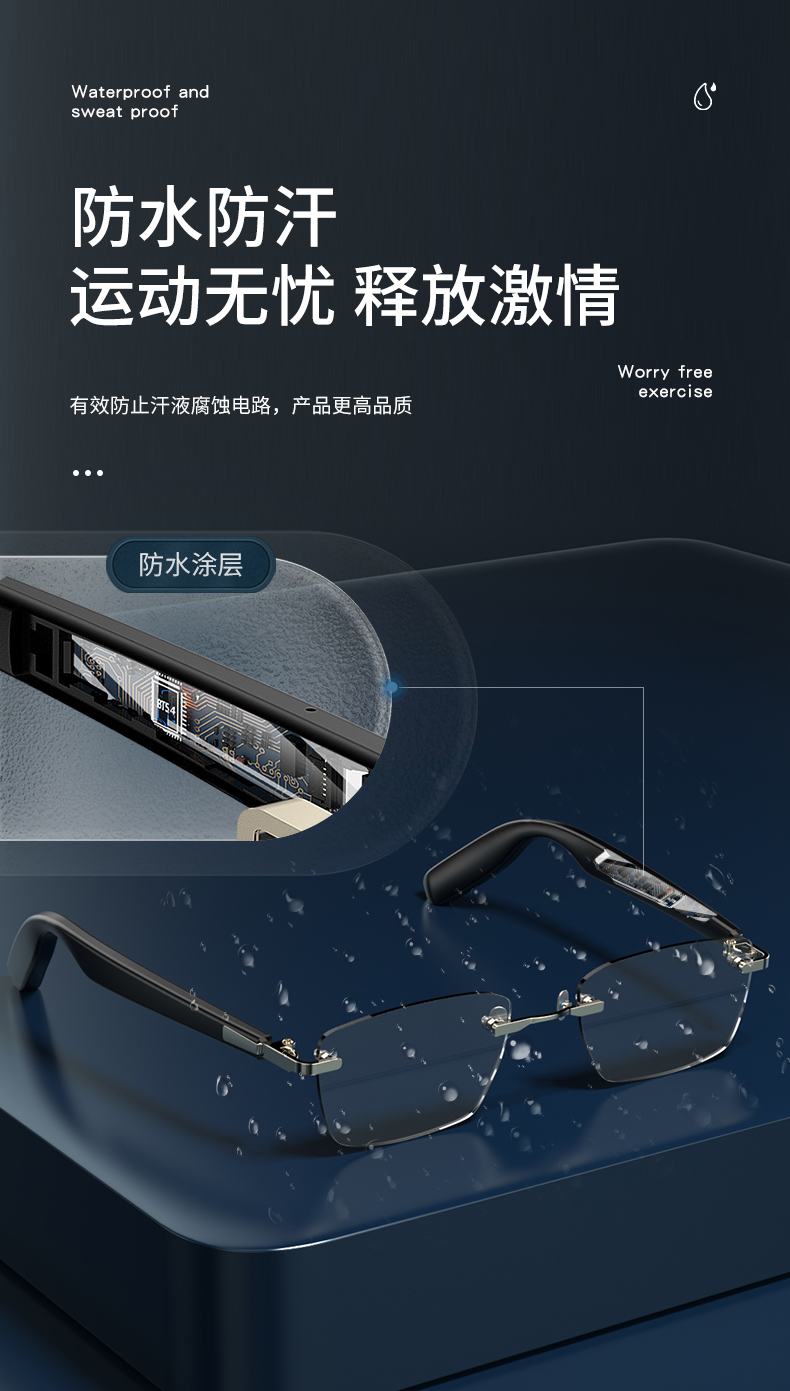 Waterproof and
sweat proof
防水防汗
运动无忧 释放激情
Worry free
exercise
有效防止汗液腐蚀电路，产品更高品质
防水涂层
BT5.4